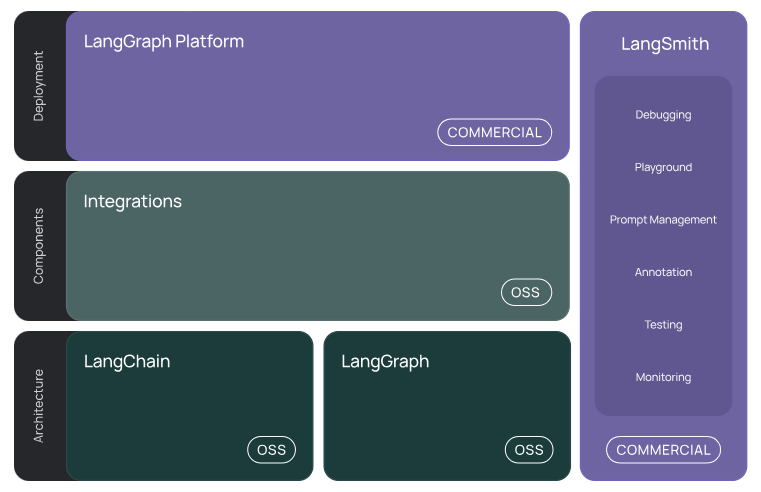 Deployment
LangGraph Platform
COMMERCIAL
Components
Integrations
OSS
Architecture
LangChain
OSS
LangGraph
OSS
LangSmith
Debugging
Playground
Prompt Management
Annotation
Testing
Monitoring
COMMERCIAL